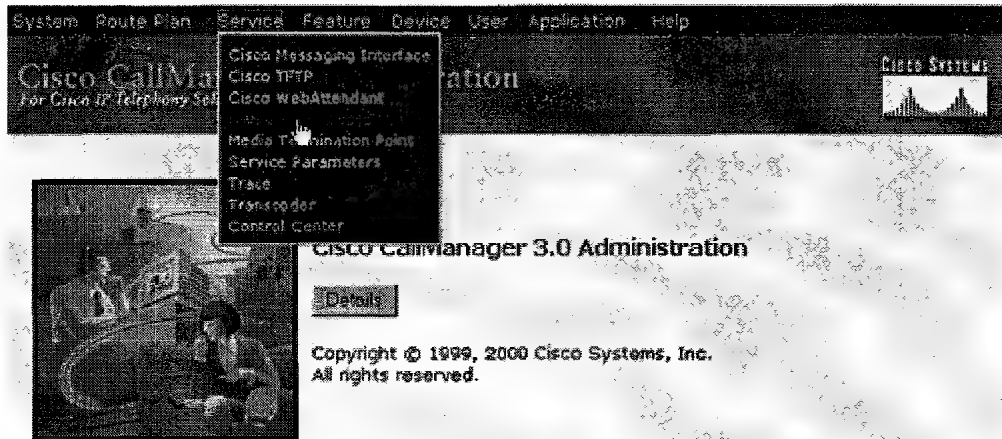 System Route Plan Service Feature Device User Application Help
Cisco CallMa ration
For Cisco IP Telephony Sol
CISCO SYSTEMS
Cisco Messaging Interface
Cisco TFTP
Cisco WebAttendant
Media Termination Point
Service Parameters
Trace
Transcoder
Control Center
Cisco CallManager 3.0 Administration
Details
Copyright © 1999, 2000 Cisco Systems, Inc.
All rights reserved.